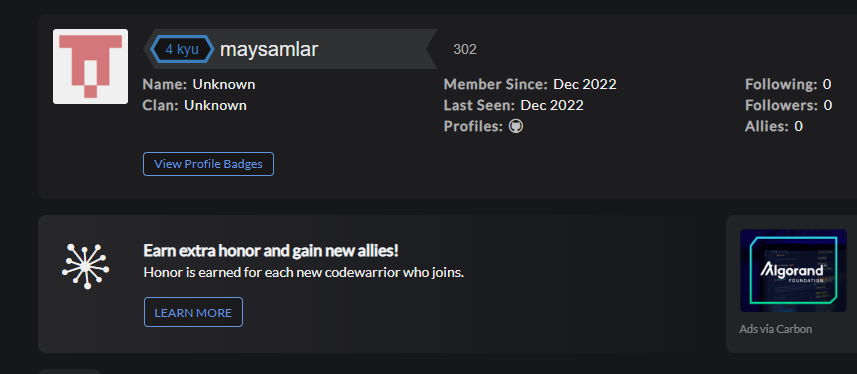 4 kyu maysamlar 302
Name: Unknown
Clan: Unknown
Member Since: Dec 2022
Last Seen: Dec 2022
Profiles:
Following: 0
Followers: 0
Allies: 0
View Profile Badges
Earn extra honor and gain new allies!
Honor is earned for each new codewarrior who joins.
LEARN MORE
Algorand
FOUNDATION
Ads via Carbon